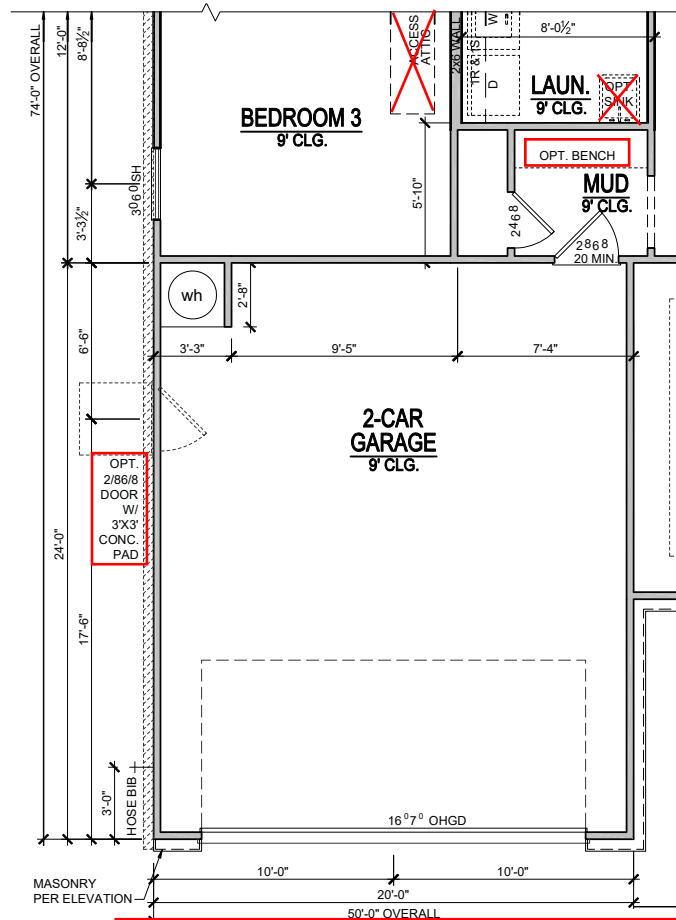 74'-0" OVERALL
12'-0"
8'-8½"
3'-3½"
3060 SH
BEDROOM 3
9' CLG.
ATTIC
ACCESS
5'-10"
2x6 WALL
TR & 1S
W
D
8'-0½"
LAUN.
9' CLG.
OPT.
SINK
OPT. BENCH
MUD
9' CLG.
2468
2868
20 MIN.
wh
2'-8"
3'-3"
9'-5"
7'-4"
6'-6"
24'-0"
17'-6"
2-CAR
GARAGE
9' CLG.
OPT.
2/86/8
DOOR
W/
3'X3'
CONC.
PAD
3'-0"
HOSE BIB
16⁰7⁰ OHGD
MASONRY
PER ELEVATION
10'-0"
10'-0"
20'-0"
50'-0" OVERALL